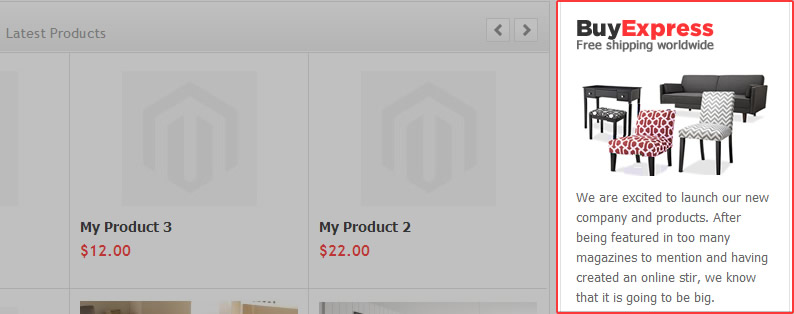 Latest Products
My Product 3
$12.00
My Product 2
$22.00
BuyExpress
Free shipping worldwide
We are excited to launch our new
company and products. After
being featured in too many
magazines to mention and having
created an online stir, we know
that it is going to be big.